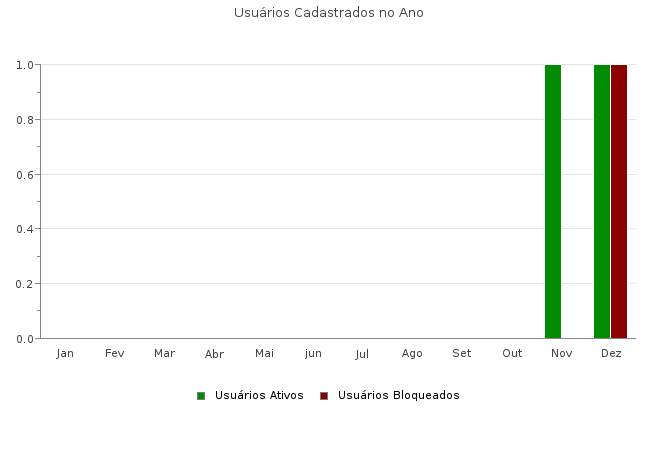 Usuários Cadastrados no Ano
1.0
0.8
0.6
0.4
0.2
0.0
Jan Fev Mar Abr Mai jun Jul Ago Set Out Nov Dez
Usuários Ativos Usuários Bloqueados